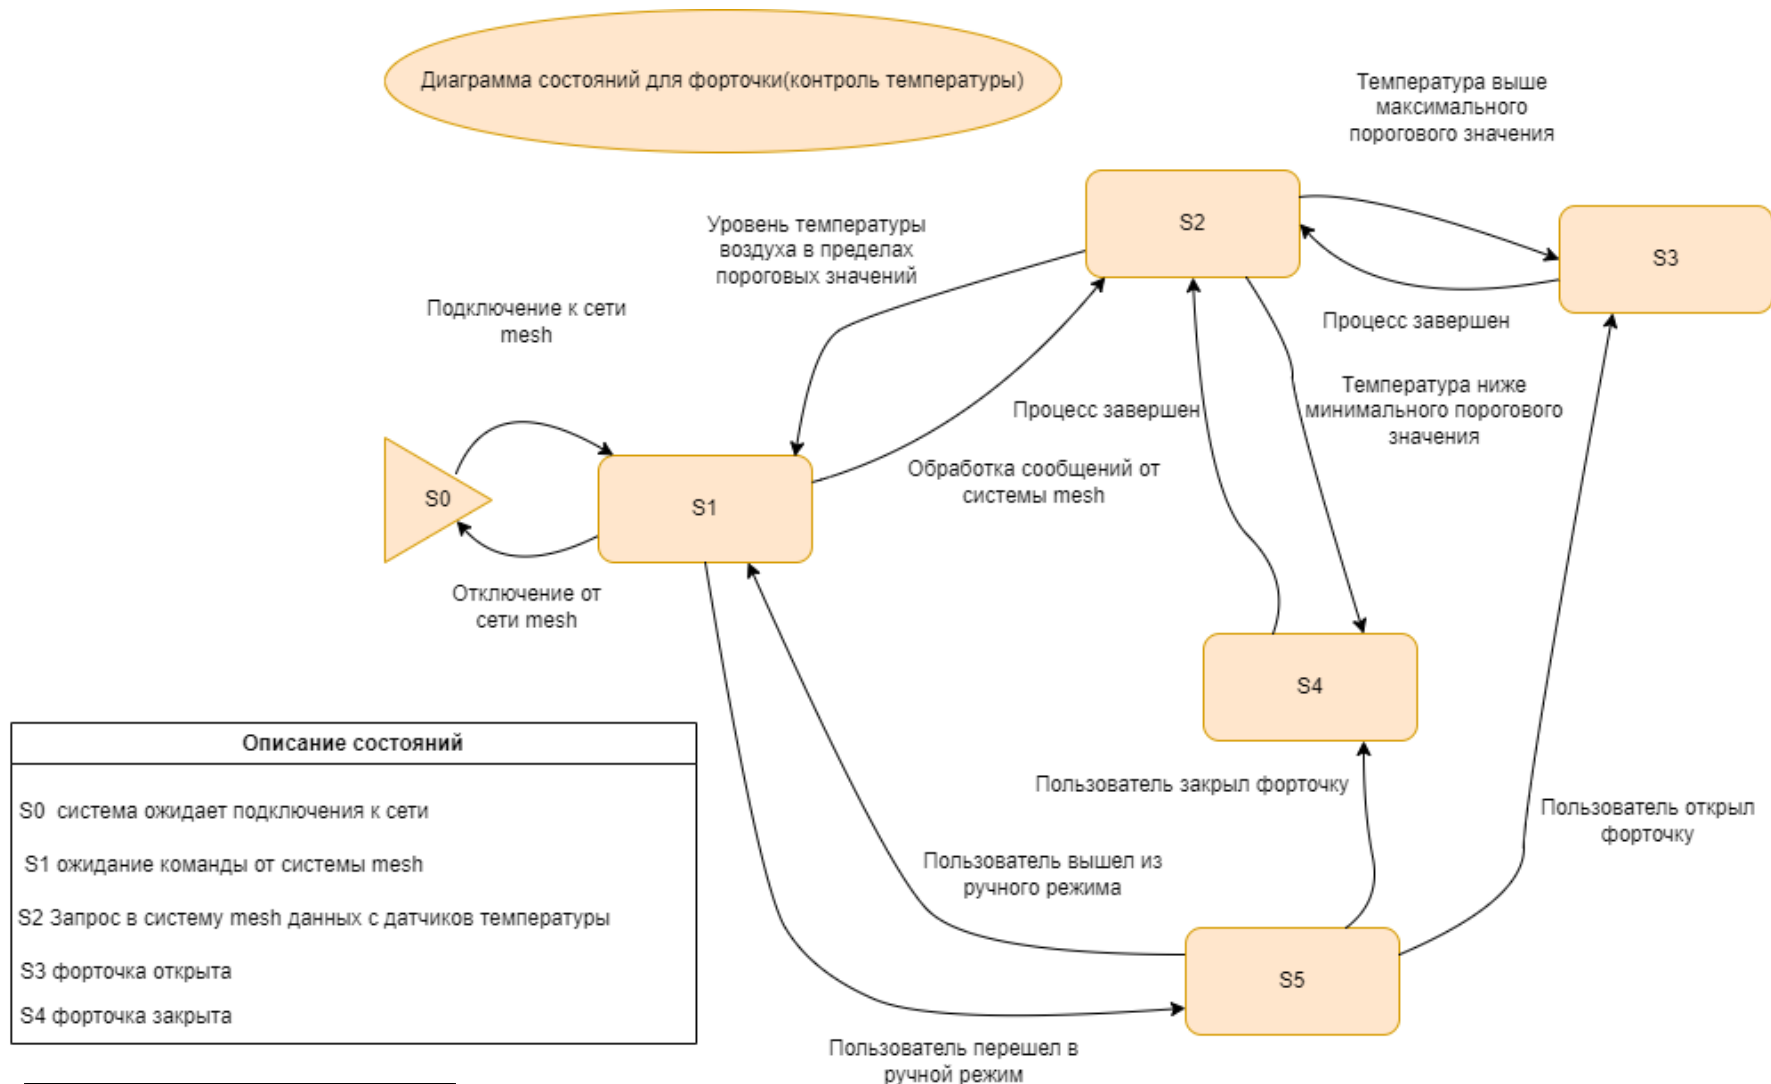 Диаграмма состояний для форточки(контроль температуры)
Температура выше
максимального
порогового значения
S2
Уровень температуры
воздуха в пределах
пороговых значений
S3
Подключение к сети
mesh
Процесс завершен
Температура ниже
минимального порогового
значения
Процесс завершен
Обработка сообщений от
системы mesh
S0
S1
Отключение от
сети mesh
S4
Описание состояний
S0 система ожидает подключения к сети
S1 ожидание команды от системы mesh
S2 Запрос в систему mesh данных с датчиков температуры
S3 форточка открыта
S4 форточка закрыта
Пользователь закрыл форточку
Пользователь открыл
форточку
Пользователь вышел из
ручного режима
S5
Пользователь перешел в
ручной режим